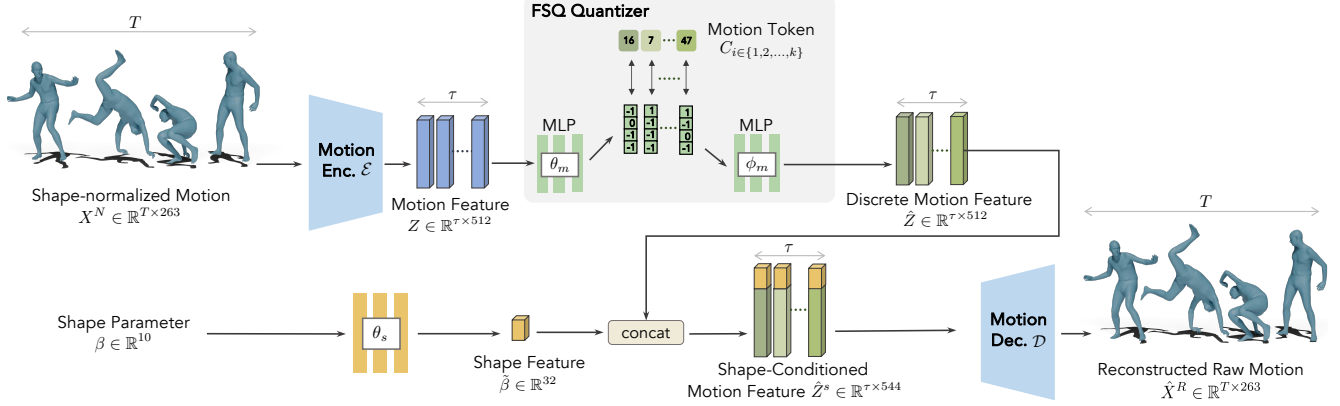 FSQ Quantizer
T
16 7 ····· 47
Motion Token
C_{i∈{1,2,...,k}}
·····
τ
-1 1 1
0 -1 -1
-1 -1 0
-1 -1 -1
τ
MLP
MLP
Motion
Enc. ℰ
θ_m
ϕ_m
Shape-normalized Motion
X^N ∈ ℝ^{T×263}
Motion Feature
Z ∈ ℝ^{τ×512}
Discrete Motion Feature
Ẑ ∈ ℝ^{τ×512}
T
τ
Shape Parameter
β ∈ ℝ^{10}
θ_s
concat
Motion
Dec. 𝒟
Shape Feature
β̃ ∈ ℝ^{32}
Shape-Conditioned
Motion Feature Ẑ^s ∈ ℝ^{τ×544}
Reconstructed Raw Motion
X̂^R ∈ ℝ^{T×263}